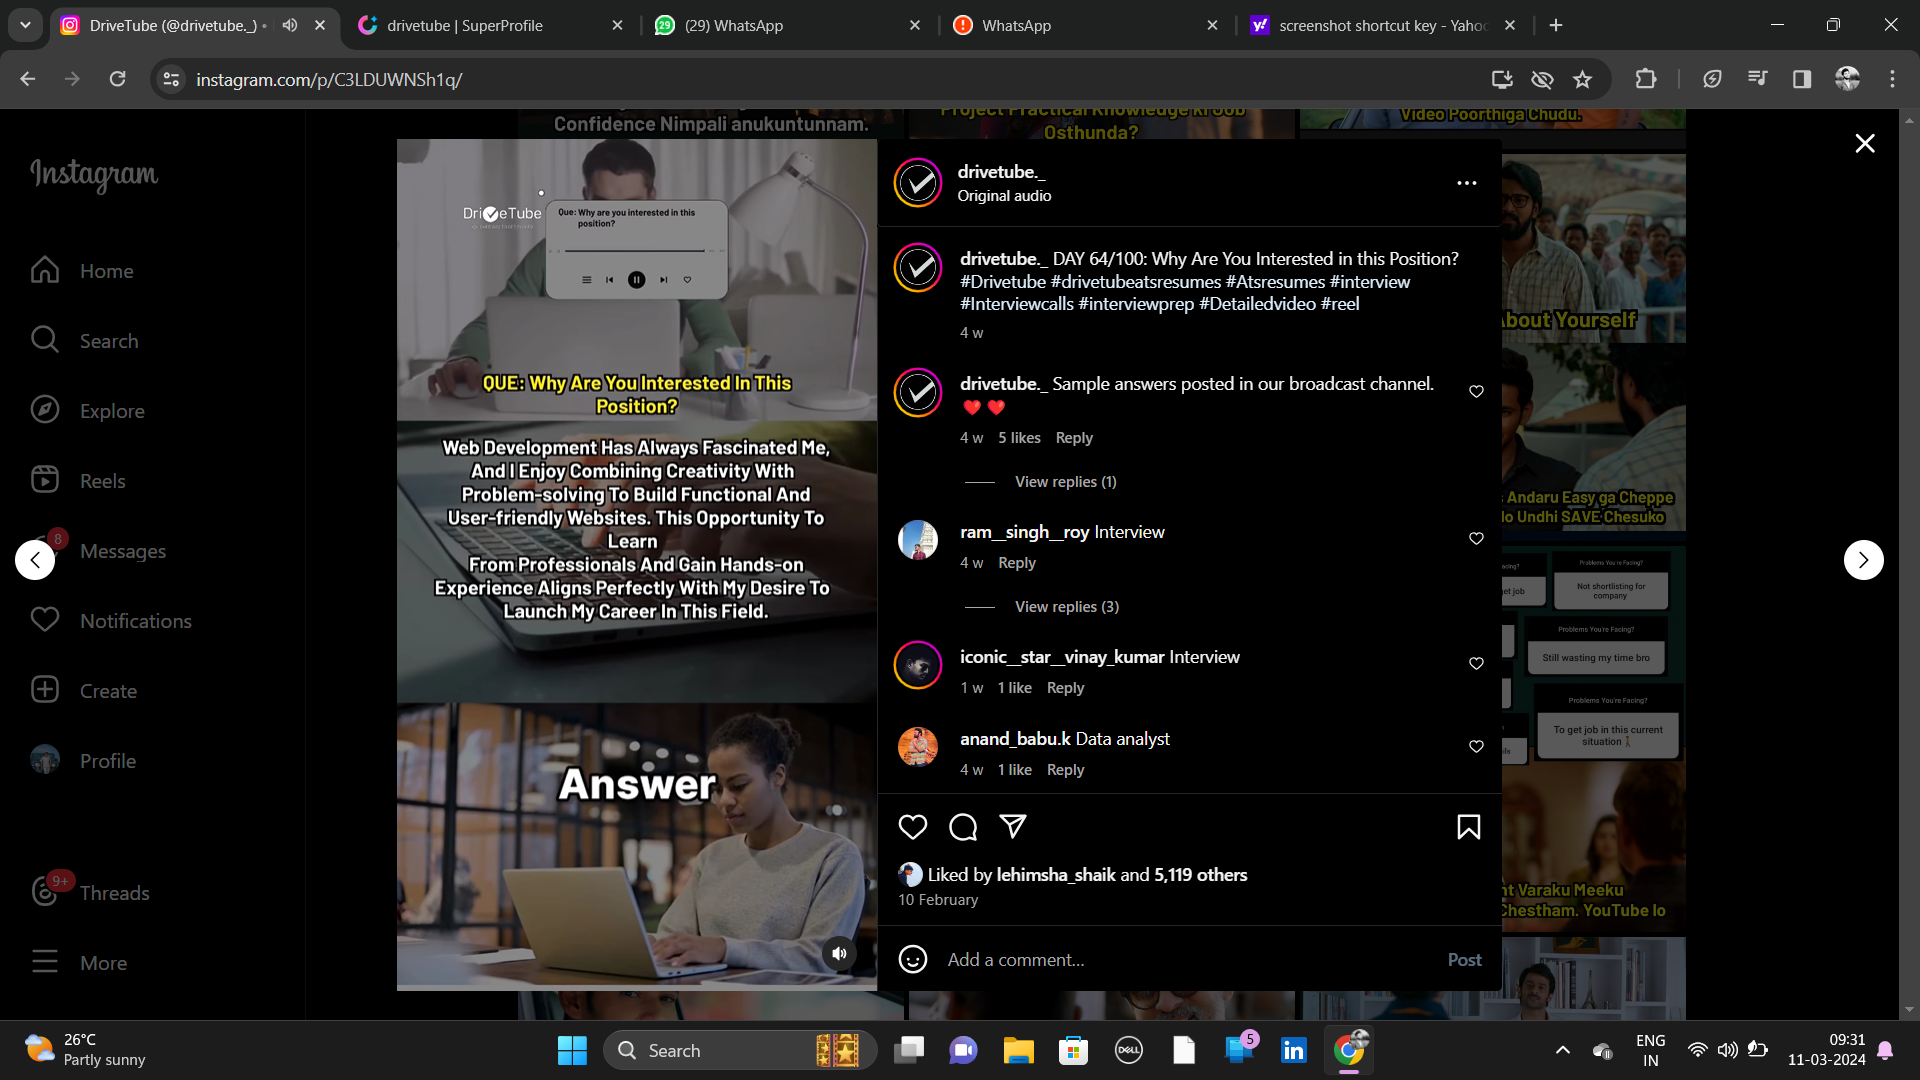 DriveTube (@drivetube._) •
drivetube | SuperProfile
29
(29) WhatsApp
WhatsApp
screenshot shortcut key - Yahoo
instagram.com/p/C3LDUWNSh1q/
Confidence Nimpali anukuntunnam.
Project Practical Knowledge ki Job
Osthunda?
Video Poorthiga Chudu.
Instagram
Home
Search
Explore
Reels
8
Messages
Notifications
Create
Profile
9+
Threads
More
DriveTube
Que: Why are you interested in this
position?
QUE: Why Are You Interested In This
Position?
Web Development Has Always Fascinated Me,
And I Enjoy Combining Creativity With
Problem-solving To Build Functional And
User-friendly Websites. This Opportunity To
Learn
From Professionals And Gain Hands-on
Experience Aligns Perfectly With My Desire To
Launch My Career In This Field.
Answer
drivetube._
Original audio
drivetube._ DAY 64/100: Why Are You Interested in this Position?
#Drivetube #drivetubeatsresumes #Atsresumes #interview
#Interviewcalls #interviewprep #Detailedvideo #reel
4 w
drivetube._ Sample answers posted in our broadcast channel.
❤️ ❤️
4 w 5 likes Reply
View replies (1)
ram_singh_roy Interview
4 w Reply
View replies (3)
iconic_star_vinay_kumar Interview
1 w 1 like Reply
anand_babu.k Data analyst
4 w 1 like Reply
Liked by lehimsha_shaik and 5,119 others
10 February
Add a comment...
Post
About Yourself
Andaru Easy ga Cheppe
lo Undhi SAVE Chesuko
Problems You're Facing?
get job
Not shortlisting for
company
Problems You're Facing?
Still wasting my time bro
Problems You're Facing?
To get job in this current
situation
Varaku Meeku
Chestham. YouTube lo
26°C
Partly sunny
Search
DELL
5
in
ENG
IN
09:31
11-03-2024